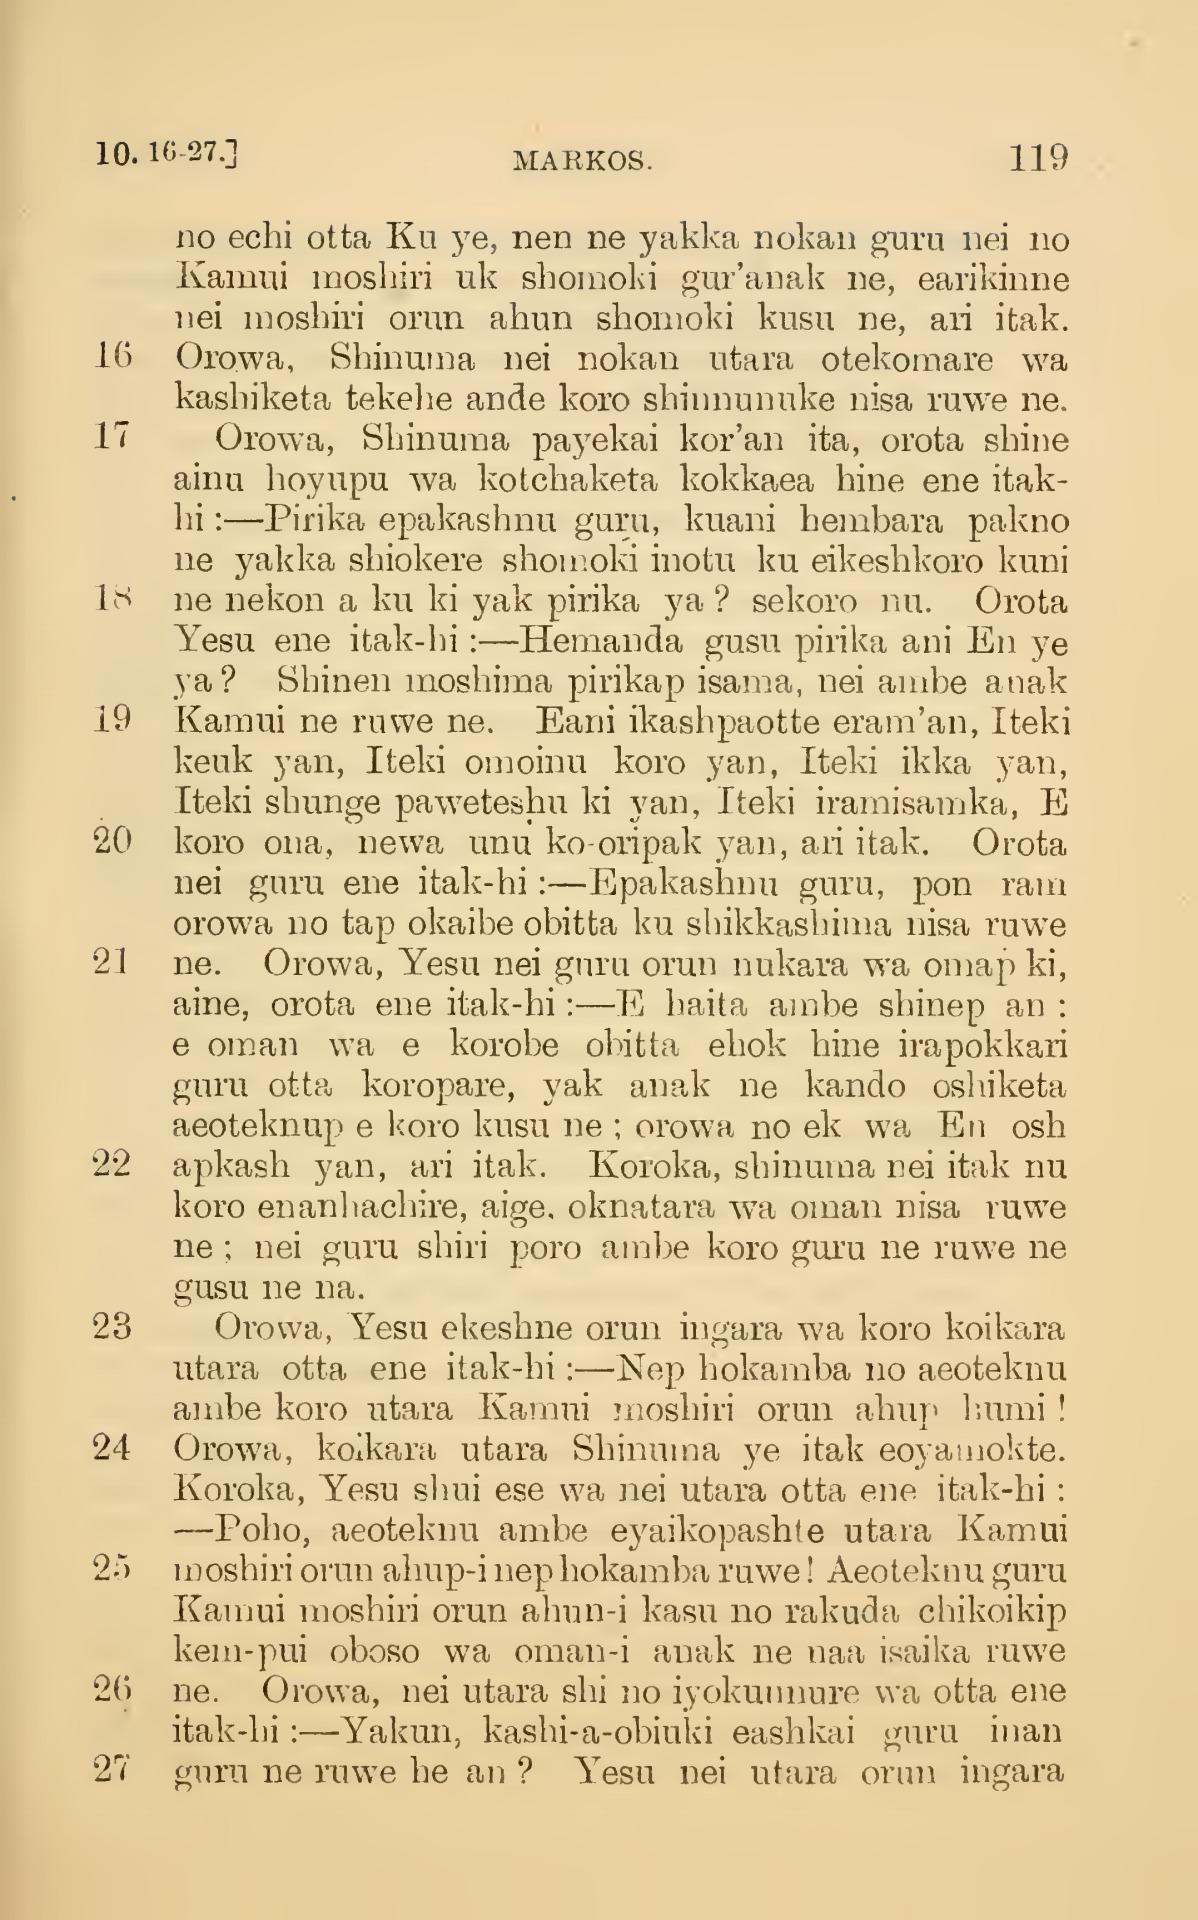 10. 16-27.] MARKOS. 119
no echi otta Ku ye, nen ne yakka nokan guru nei no
Kamui moshiri uk shomoki gur'anak ne, earikinne
nei moshiri orun ahun shomoki kusu ne, ari itak.
16 Orowa, Shinuma nei nokan utara otekomare wa
kashiketa tekehe ande koro shinnunuke nisa ruwe ne.
17 Orowa, Shinuma payekai kor'an ita, orota shine
ainu hoyupu wa kotchaketa kokkaea hine ene itak-
hi :—Pirika epakashnu guru, kuani hembara pakno
ne yakka shiokere shomoki inotu ku eikeshkoro kuni
18 ne nekon a ku ki yak pirika ya ? sekoro nu. Orota
Yesu ene itak-hi :—Hemanda gusu pirika ani En ye
ya ? Shinen moshima pirikap isama, nei ambe anak
19 Kamui ne ruwe ne. Eani ikashpaotte eram'an, Iteki
keuk yan, Iteki omoinu koro yan, Iteki ikka yan,
Iteki shunge paweteshu ki yan, Iteki iramisamka, E
20 koro ona, newa unu ko-oripak yan, ari itak. Orota
nei guru ene itak-hi :—Epakashnu guru, pon ram
orowa no tap okaibe obitta ku shikkashima nisa ruwe
21 ne. Orowa, Yesu nei guru orun nukara wa omap ki,
aine, orota ene itak-hi :—E haita ambe shinep an :
e oman wa e korobe obitta ehok hine irapokkari
guru otta koropare, yak anak ne kando oshiketa
aeoteknup e koro kusu ne ; orowa no ek wa En osh
22 apkash yan, ari itak. Koroka, shinuma nei itak nu
koro enanhachire, aige, oknatara wa oman nisa ruwe
ne ; nei guru shiri poro ambe koro guru ne ruwe ne
gusu ne na.
23 Orowa, Yesu ekeshne orun ingara wa koro koikara
utara otta ene itak-hi :—Nep hokamba no aeoteknu
ambe koro utara Kamui moshiri orun ahup humi !
24 Orowa, koikara utara Shinuma ye itak eoyamokte.
Koroka, Yesu shui ese wa nei utara otta ene itak-hi :
—Poho, aeoteknu ambe eyaikopashte utara Kamui
25 moshiri orun ahup-i nep hokamba ruwe ! Aeoteknu guru
Kamui moshiri orun ahun-i kasu no rakuda chikoikip
kem-pui oboso wa oman-i anak ne naa isaika ruwe
26 ne. Orowa, nei utara shi no iyokunnure wa otta ene
itak-hi :—Yakun, kashi-a-obiuki eashkai guru inan
27 guru ne ruwe he an ? Yesu nei utara orun ingara